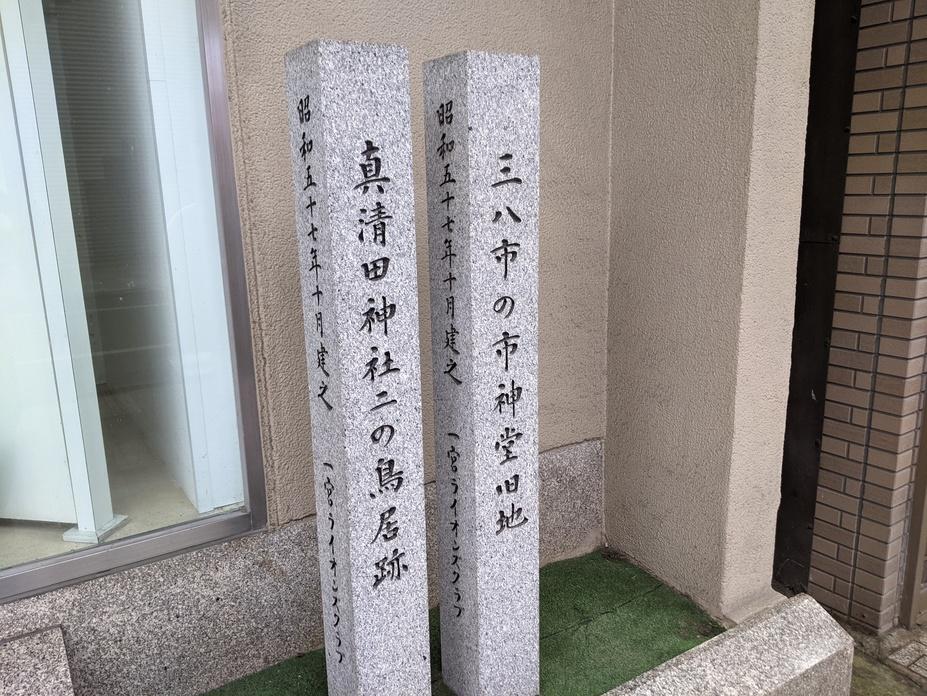 三八市の市神堂旧地
昭和五十七年十月建之
一宮ライオンズクラブ
真清田神社二の鳥居跡
昭和五十七年十月建之
一宮ライオンズクラブ